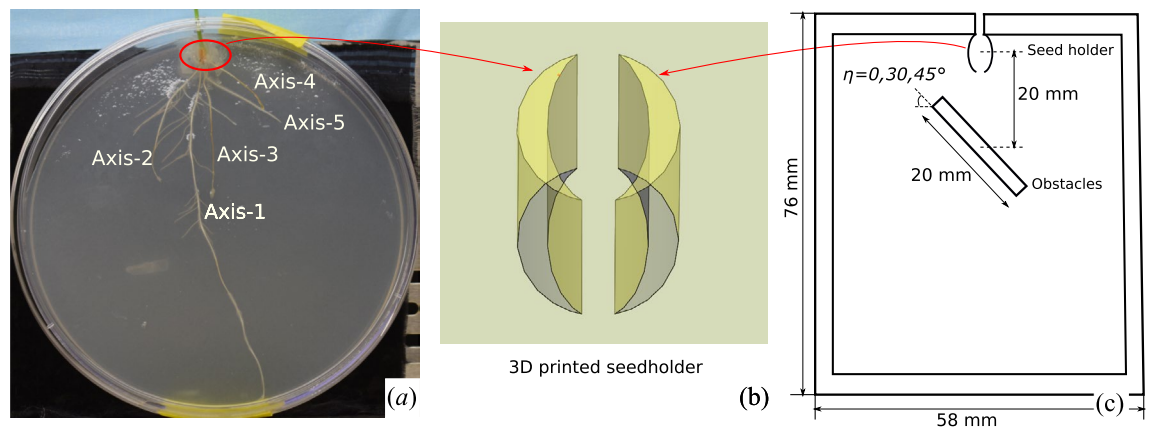 Axis-4
Axis-5
Axis-2
Axis-3
Axis-1
(a)
3D printed seedholder
(b)
Seed holder
η=0,30,45°
20 mm
20 mm
Obstacles
76 mm
(c)
58 mm